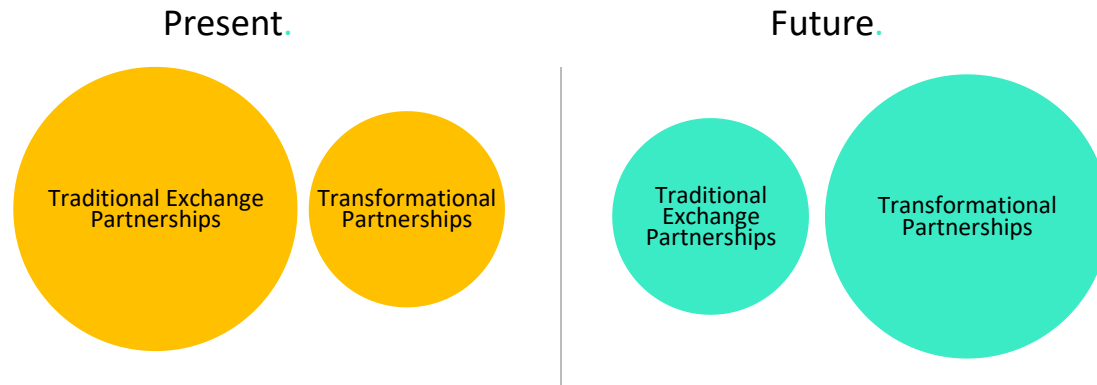 Present.
Future.
Traditional Exchange
Partnerships
Transformational
Partnerships
Traditional
Exchange
Partnerships
Transformational
Partnerships